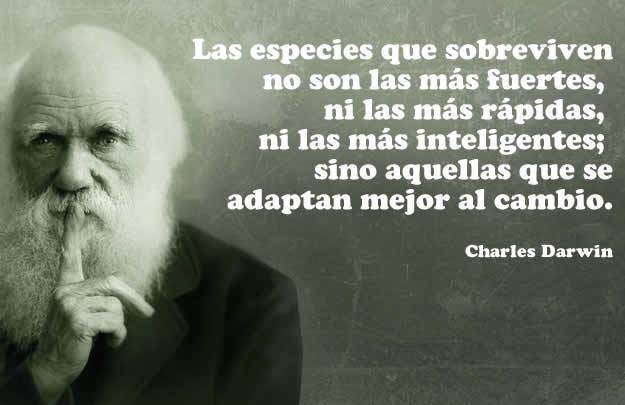 Las especies que sobreviven
no son las más fuertes,
ni las más rápidas,
ni las más inteligentes;
sino aquellas que se
adaptan mejor al cambio.
Charles Darwin